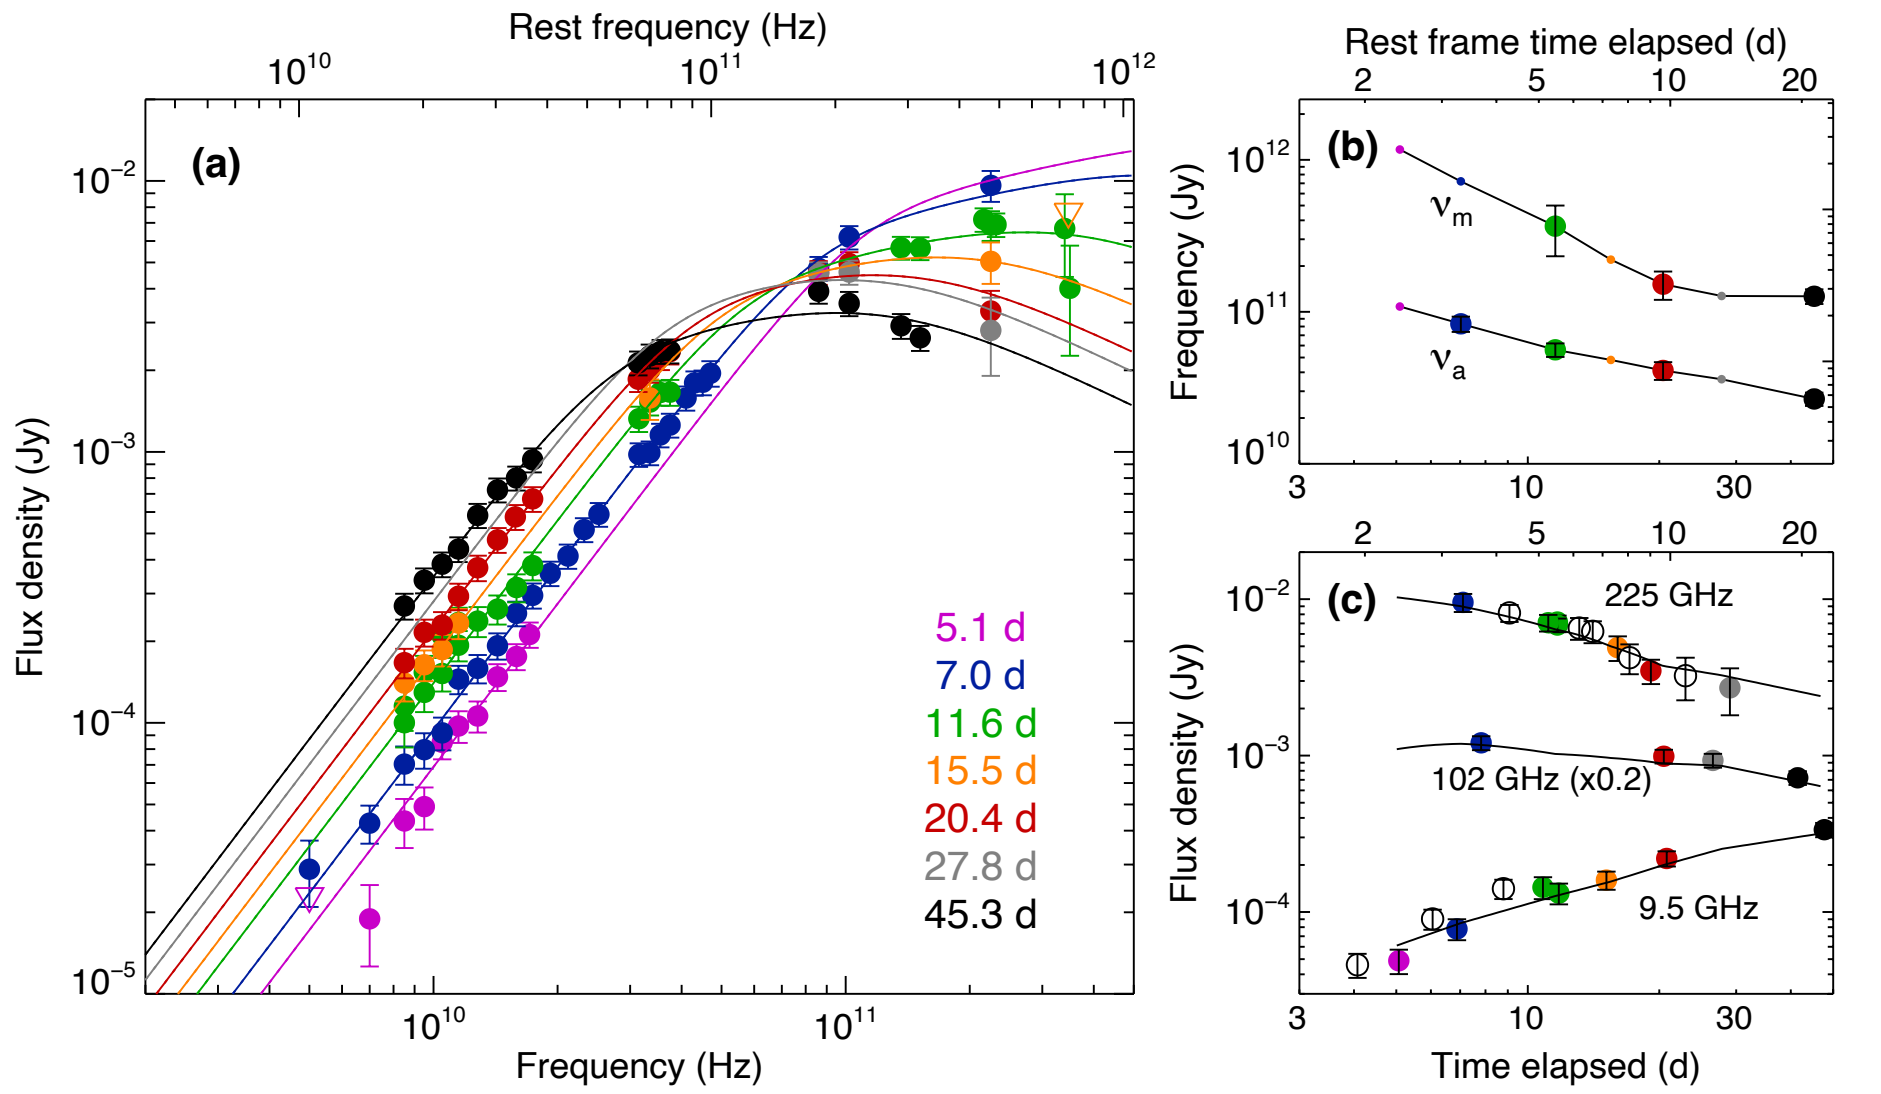 Rest frequency (Hz)
10^10 10^11 10^12
(a)
10^−2
10^−3
10^−4
10^−5
Flux density (Jy)
5.1 d
7.0 d
11.6 d
15.5 d
20.4 d
27.8 d
45.3 d
10^10 10^11
Frequency (Hz)
Rest frame time elapsed (d)
2 5 10 20
(b)
10^12
10^11
10^10
Frequency (Jy)
ν_m
ν_a
3 10 30
2 5 10 20
(c)
225 GHz
102 GHz (x0.2)
9.5 GHz
10^−2
10^−3
10^−4
Flux density (Jy)
3 10 30
Time elapsed (d)